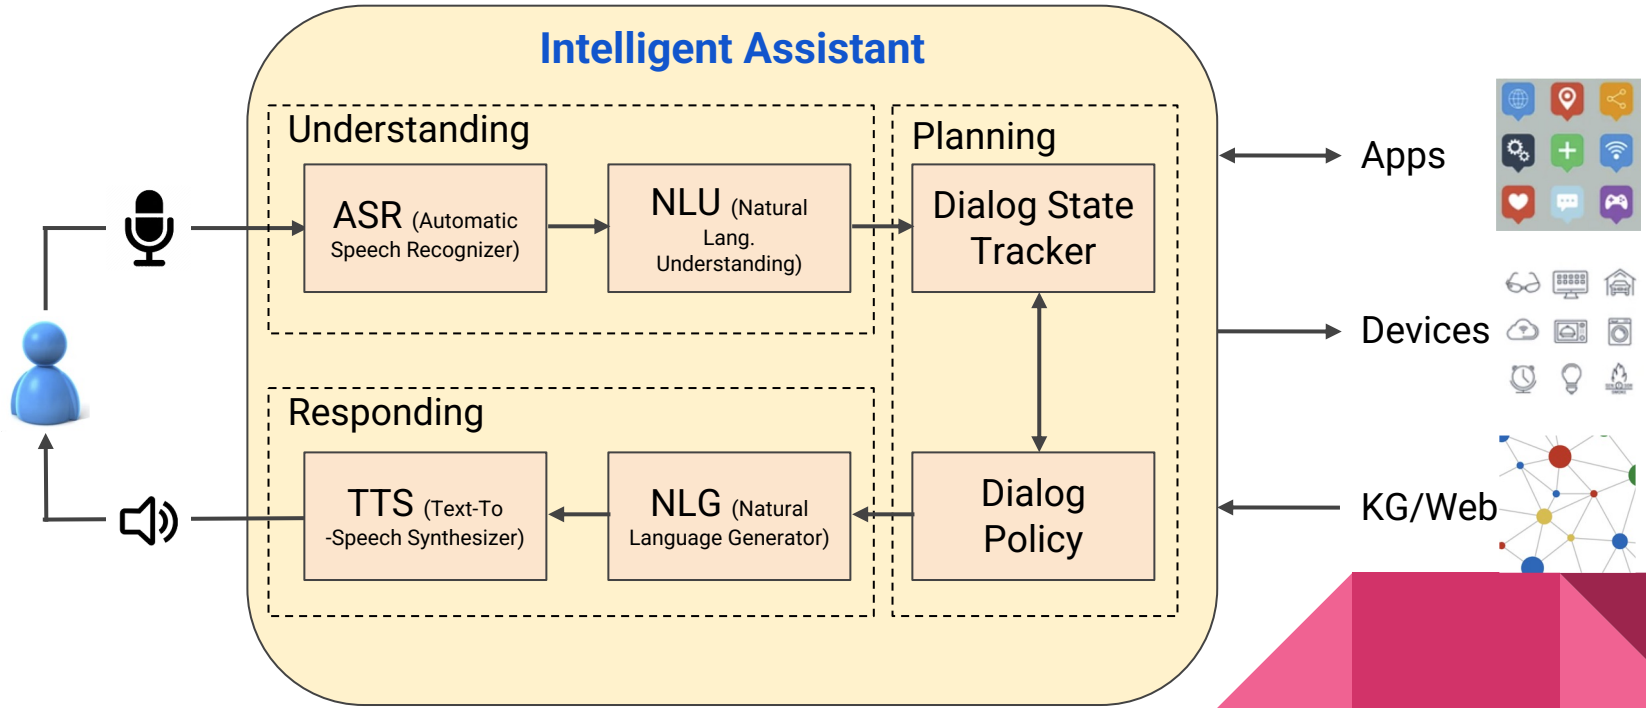 Intelligent Assistant
Understanding
ASR (Automatic
Speech Recognizer)
NLU (Natural
Lang.
Understanding)
Planning
Dialog State
Tracker
Apps
Devices
Responding
TTS (Text-To
-Speech Synthesizer)
NLG (Natural
Language Generator)
Dialog
Policy
KG/Web